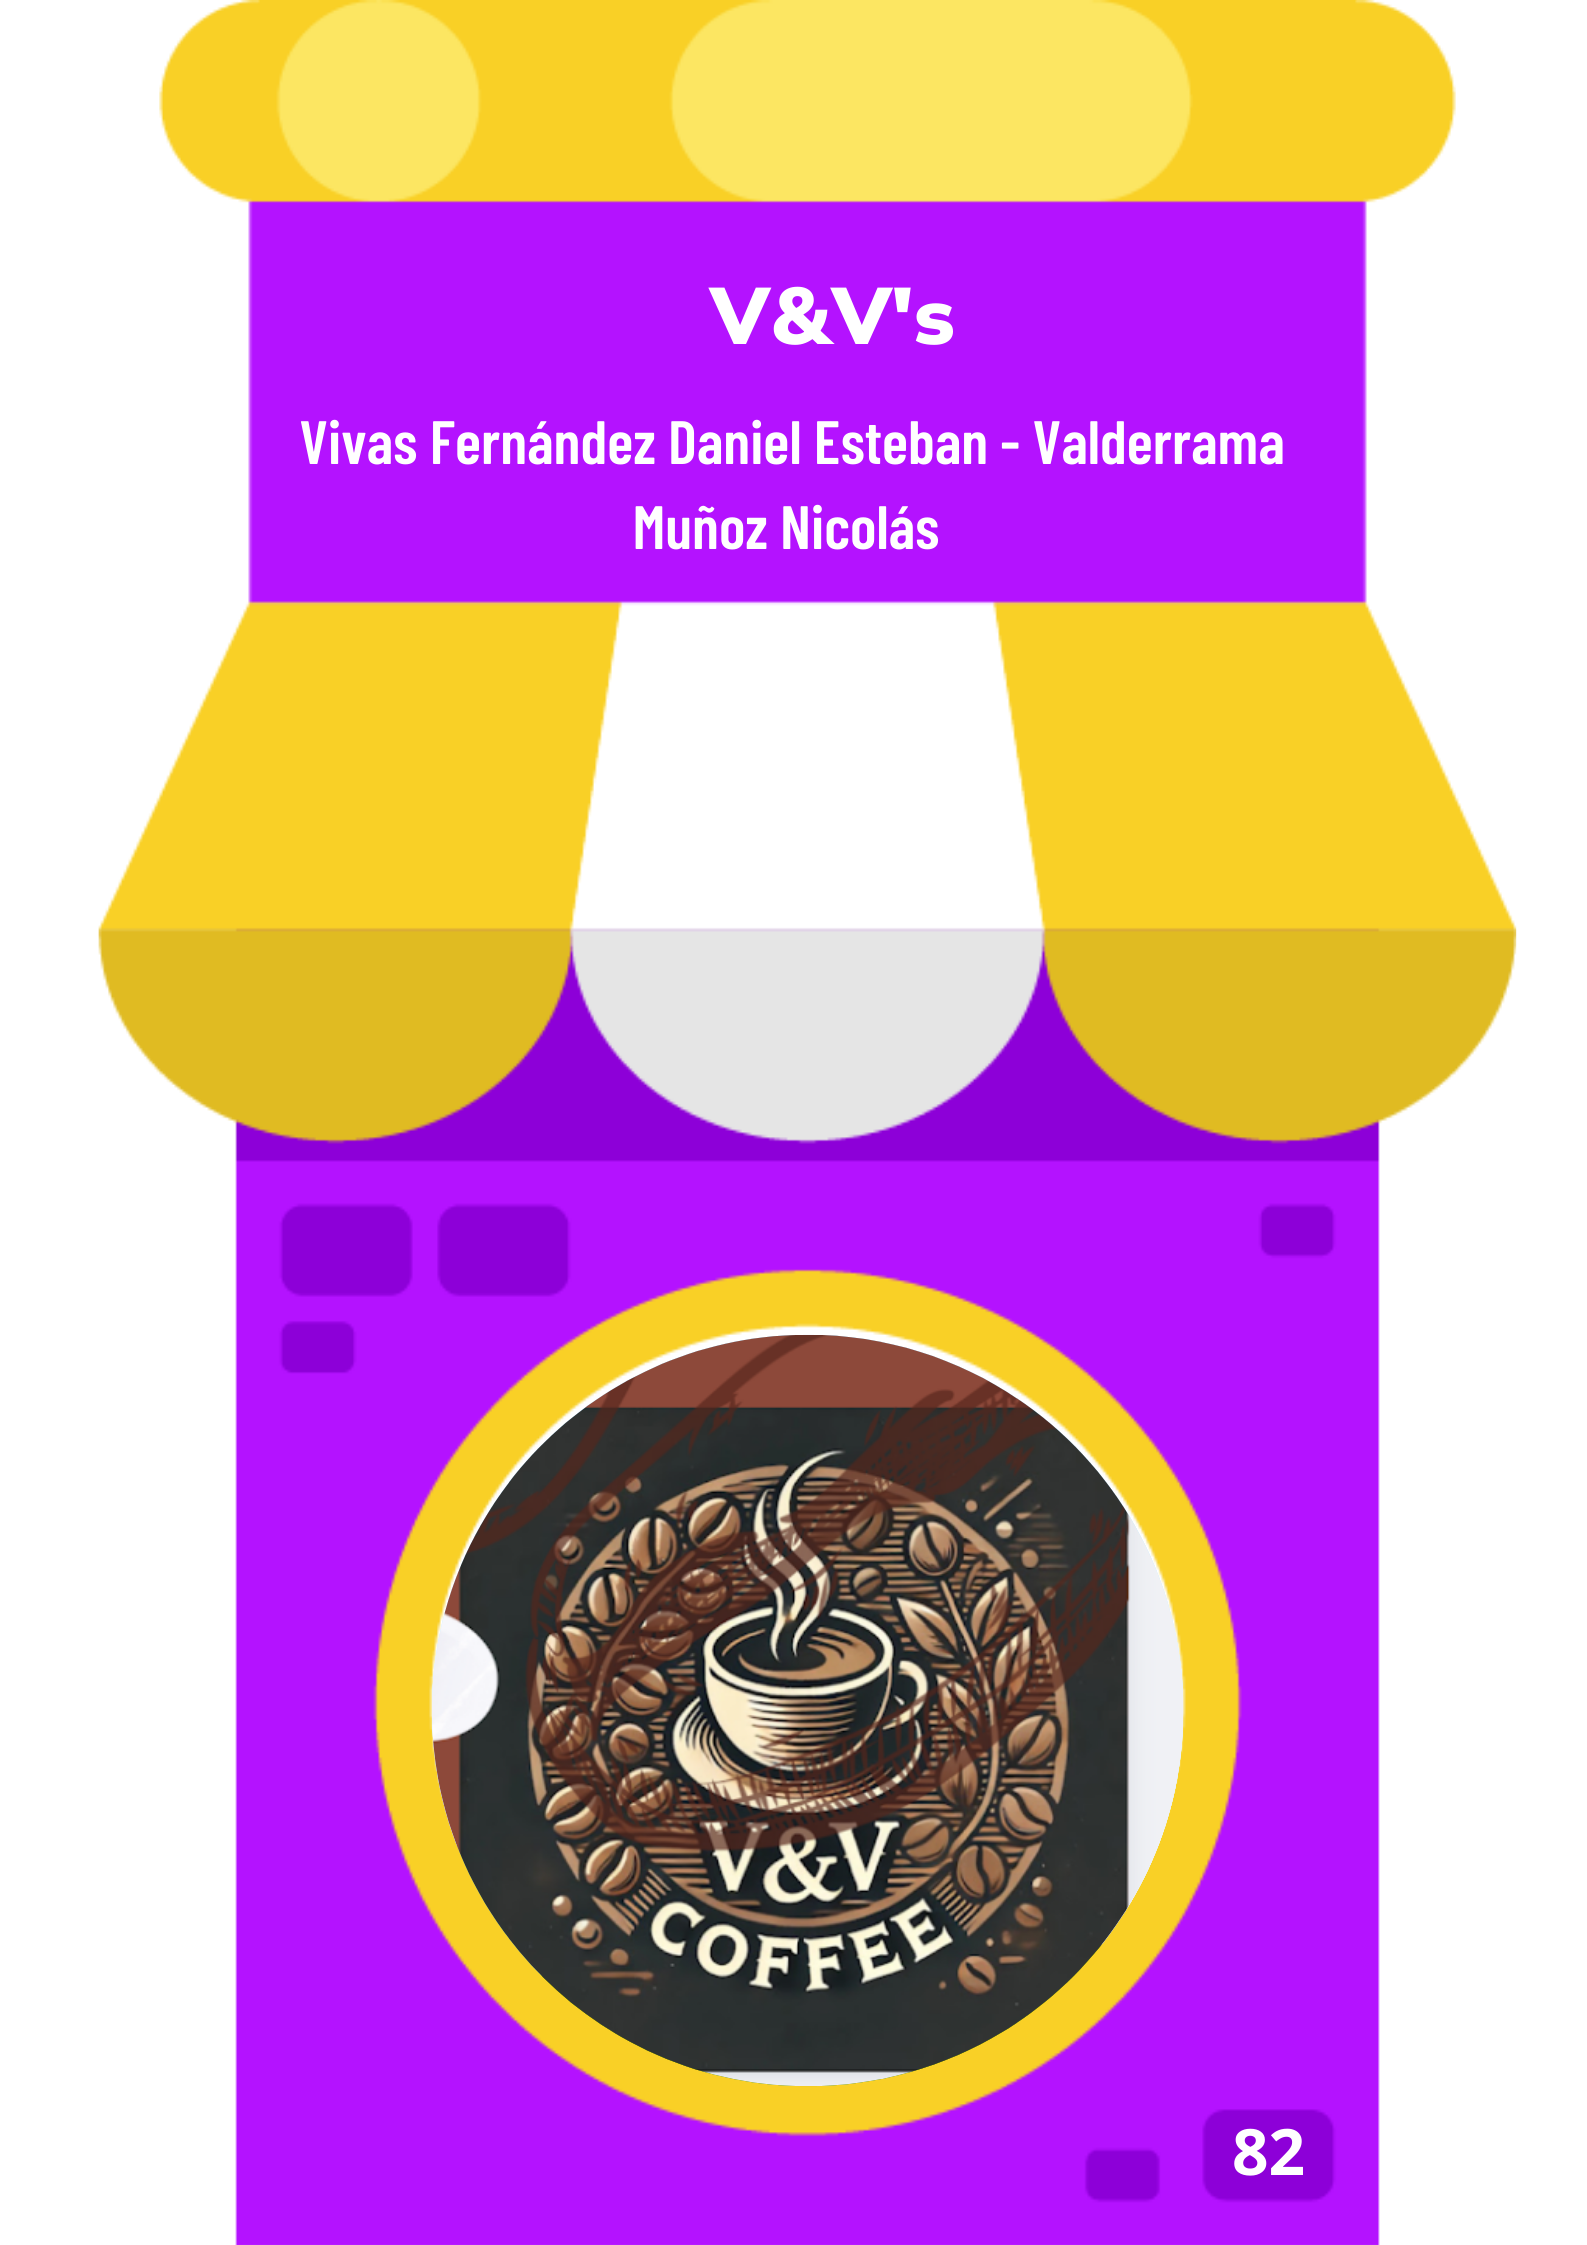 V&V's
Vivas Fernández Daniel Esteban - Valderrama
Muñoz Nicolás
V&V
COFFEE
82